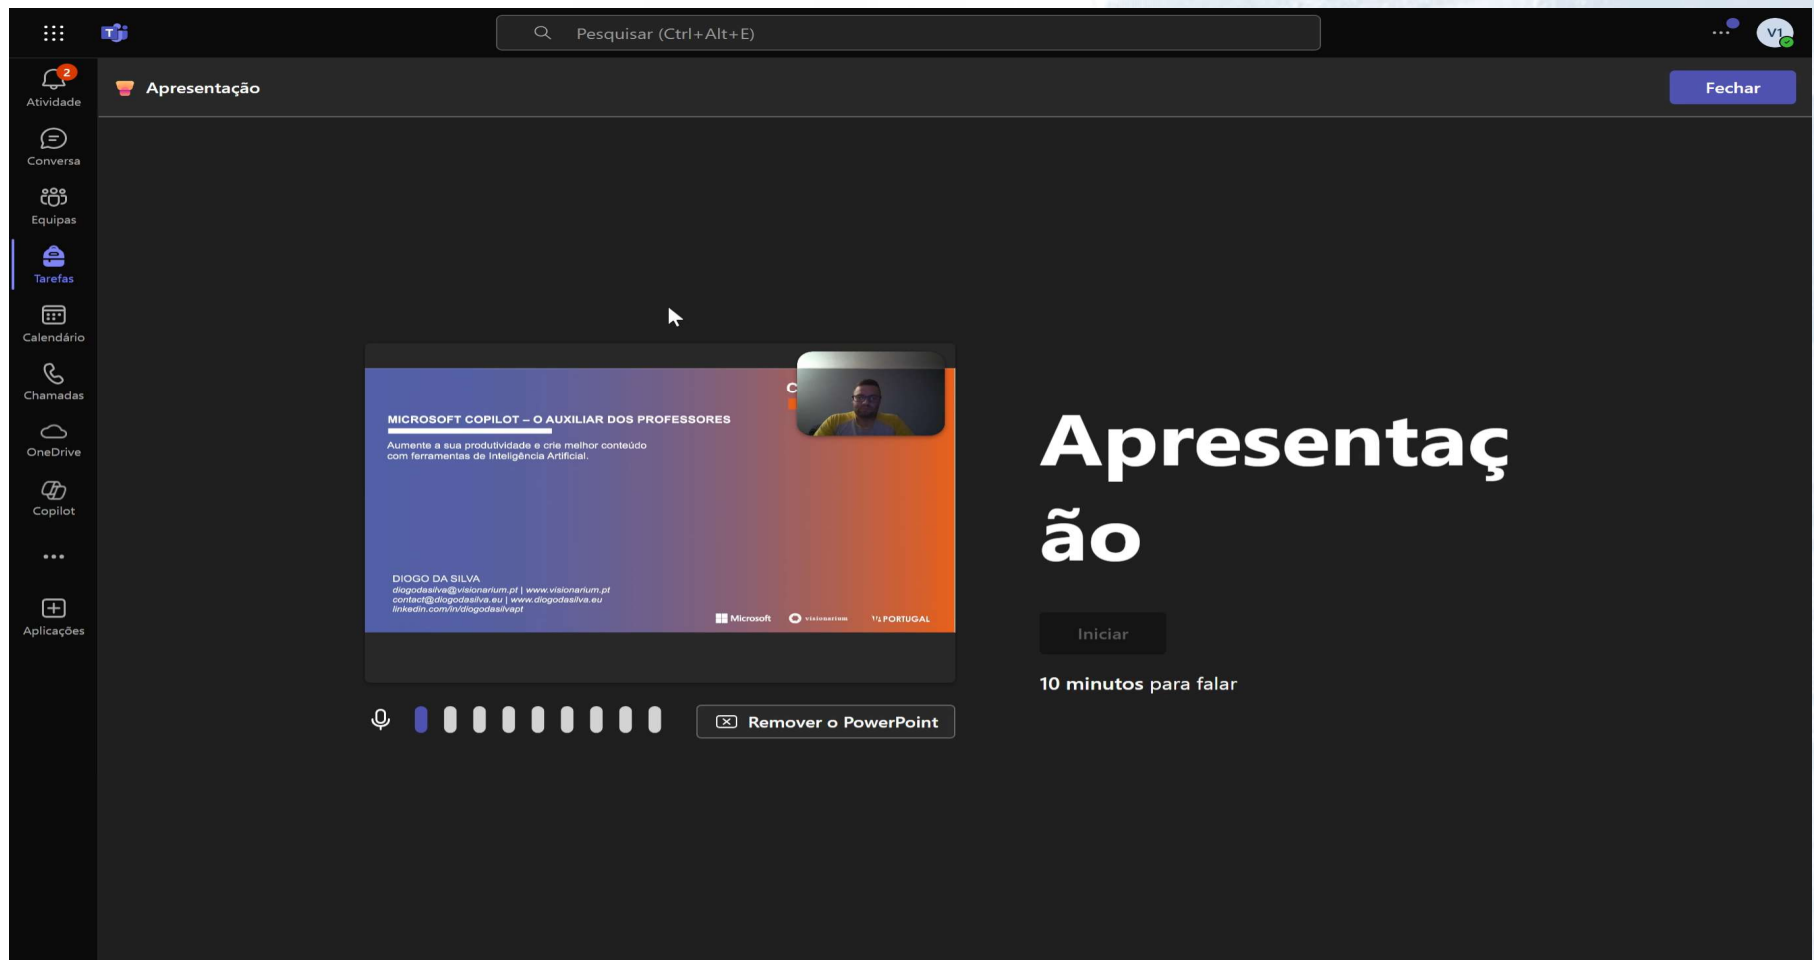 Pesquisar (Ctrl+Alt+E)
V1
2
Atividade
Apresentação
Fechar
Conversa
Equipas
Tarefas
Calendário
Chamadas
OneDrive
Copilot
Aplicações
C
MICROSOFT COPILOT – O AUXILIAR DOS PROFESSORES
Aumente a sua produtividade e crie melhor conteúdo
com ferramentas de Inteligência Artificial.
DIOGO DA SILVA
diogodasilva@visionarium.pt | www.visionarium.pt
contact@diogodasilva.eu | www.diogodasilva.eu
linkedin.com/in/diogodasilvapt
Microsoft
visionarium
PORTUGAL
Remover o PowerPoint
Apresentaç
ão
Iniciar
10 minutos para falar